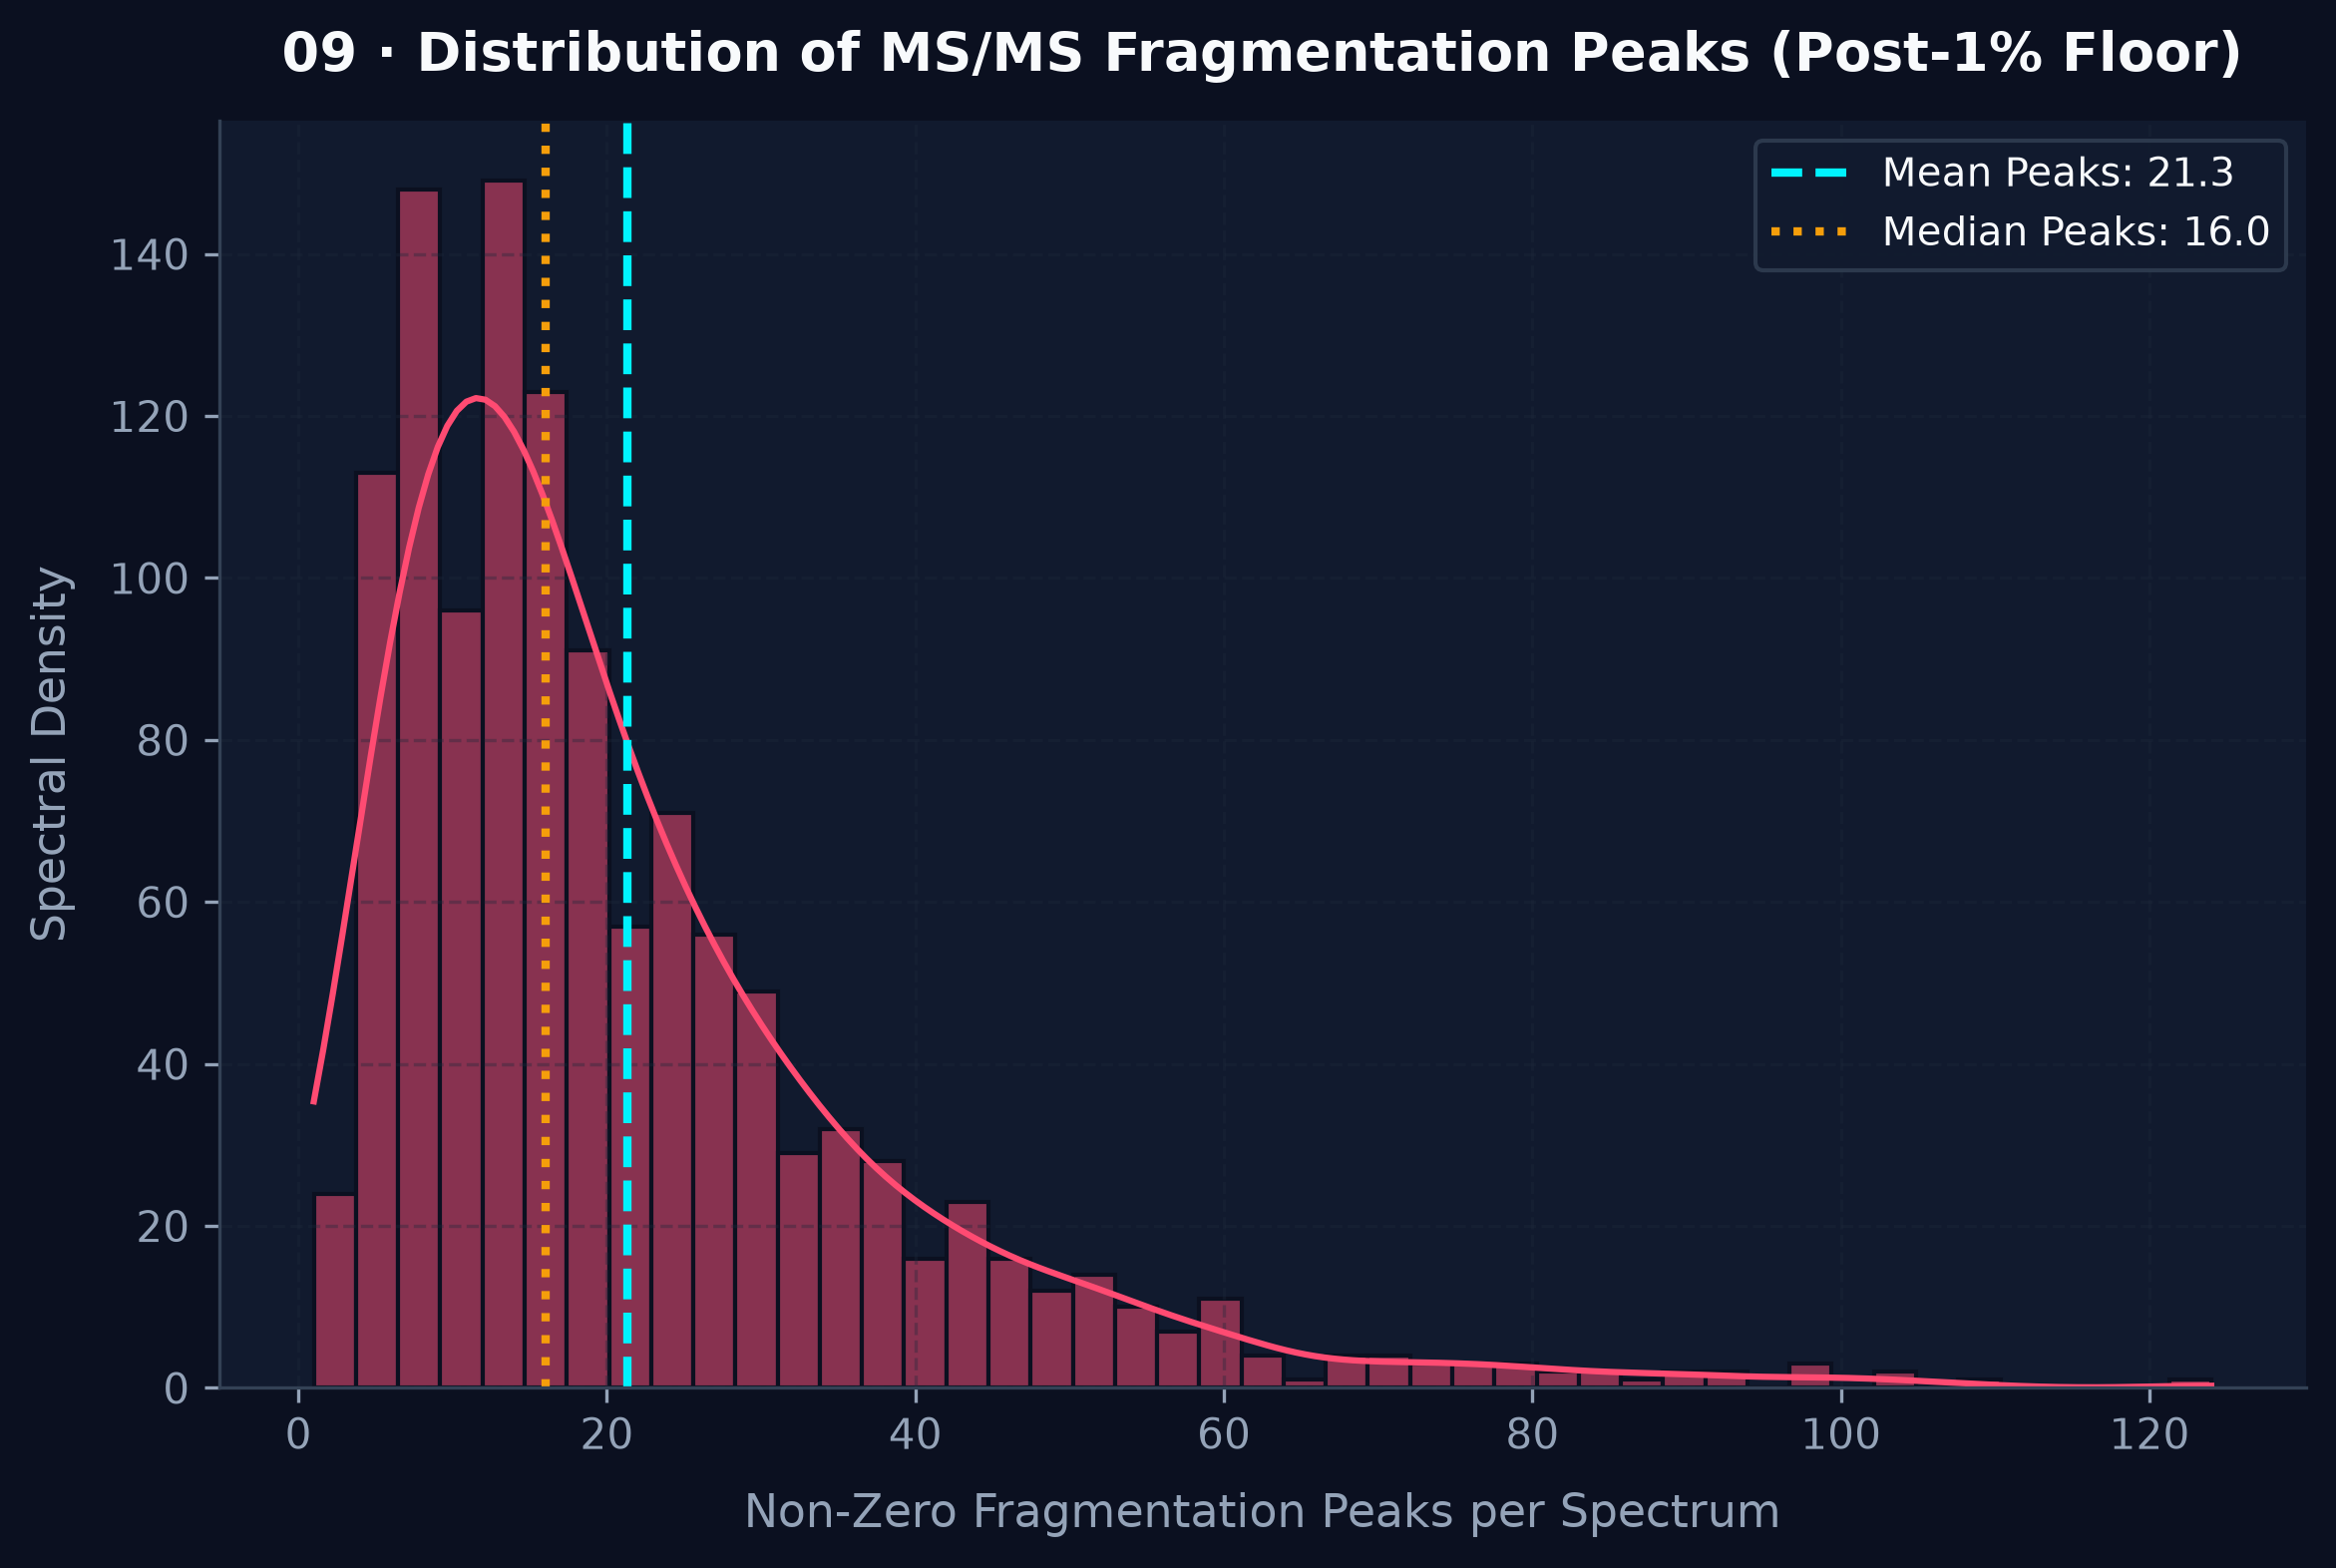 09 · Distribution of MS/MS Fragmentation Peaks (Post-1% Floor)
Mean Peaks: 21.3
Median Peaks: 16.0
Spectral Density
140
120
100
80
60
40
20
0
0 20 40 60 80 100 120
Non-Zero Fragmentation Peaks per Spectrum